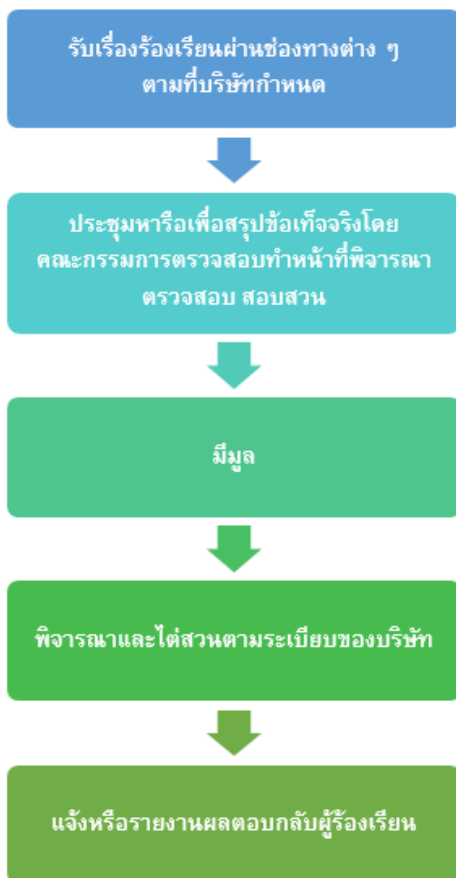 รับเรื่องร้องเรียนผ่านช่องทางต่าง ๆ
ตามที่บริษัทกำหนด
ประชุมหารือเพื่อสรุปข้อเท็จจริงโดย
คณะกรรมการตรวจสอบทำหน้าที่พิจารณา
ตรวจสอบ สอบสวน
มีมูล
พิจารณาและไต่สวนตามระเบียบของบริษัท
แจ้งหรือรายงานผลตอบกลับผู้ร้องเรียน